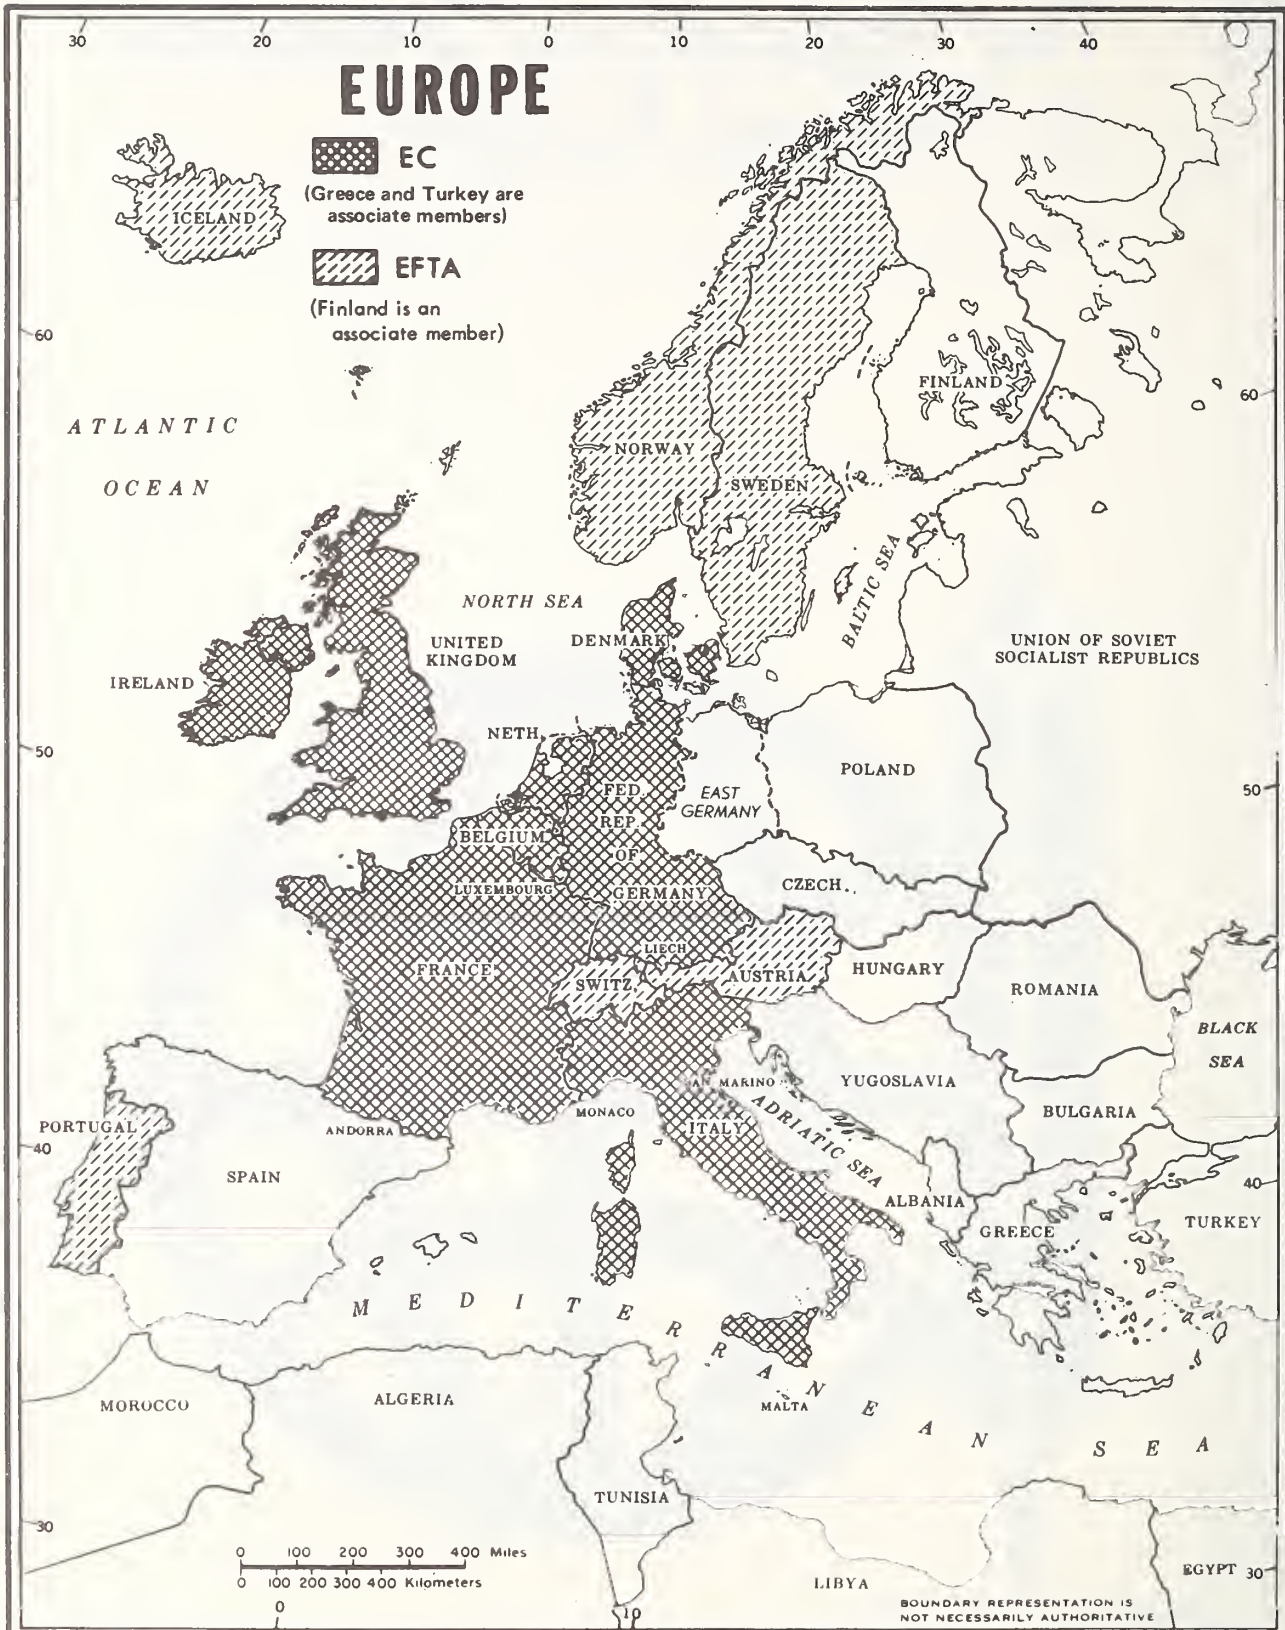 30 20 10 0 10 20 30 40
EUROPE
EC
(Greece and Turkey are
associate members)
EFTA
(Finland is an
associate member)
ICELAND
60
ATLANTIC
OCEAN
FINLAND
60
NORWAY
SWEDEN
BALTIC SEA
NORTH SEA
UNITED
KINGDOM
DENMARK
UNION OF SOVIET
SOCIALIST REPUBLICS
IRELAND
NETH.
50
POLAND
50
EAST
GERMANY
FED.
REP.
OF
GERMANY
BELGIUM
LUXEMBOURG
CZECH.
LIECH
FRANCE
SWITZ.
AUSTRIA
HUNGARY
ROMANIA
BLACK
SEA
SAN MARINO
YUGOSLAVIA
BULGARIA
MONACO
ADRIATIC SEA
PORTUGAL
ANDORRA
ITALY
40
SPAIN
ALBANIA
40
GREECE
TURKEY
MEDITERRANEAN SEA
MOROCCO
ALGERIA
MALTA
TUNISIA
30
0 100 200 300 400 Miles
0 100 200 300 400 Kilometers
LIBYA
EGYPT
30
BOUNDARY REPRESENTATION IS
NOT NECESSARILY AUTHORITATIVE
0 10